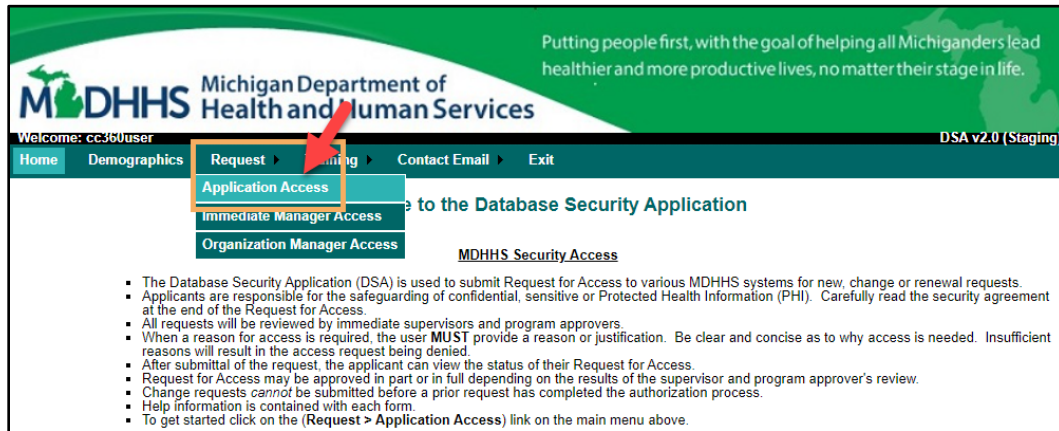 Putting people first, with the goal of helping all Michiganders lead
healthier and more productive lives, no matter their stage in life.
MDHHS Michigan Department of
Health and Human Services
Welcome: cc360user DSA v2.0 (Staging)
Home Demographics Request Contact Email Exit
Application Access
Immediate Manager Access
Organization Manager Access
e to the Database Security Application
MDHHS Security Access
▪ The Database Security Application (DSA) is used to submit Request for Access to various MDHHS systems for new, change or renewal requests.
▪ Applicants are responsible for the safeguarding of confidential, sensitive or Protected Health Information (PHI). Carefully read the security agreement
at the end of the Request for Access.
▪ All requests will be reviewed by immediate supervisors and program approvers.
▪ When a reason for access is required, the user MUST provide a reason or justification. Be clear and concise as to why access is needed. Insufficient
reasons will result in the access request being denied.
▪ After submittal of the request, the applicant can view the status of their Request for Access.
▪ Request for Access may be approved in part or in full depending on the results of the supervisor and program approver's review.
▪ Change requests cannot be submitted before a prior request has completed the authorization process.
▪ Help information is contained with each form.
▪ To get started click on the (Request > Application Access) link on the main menu above.